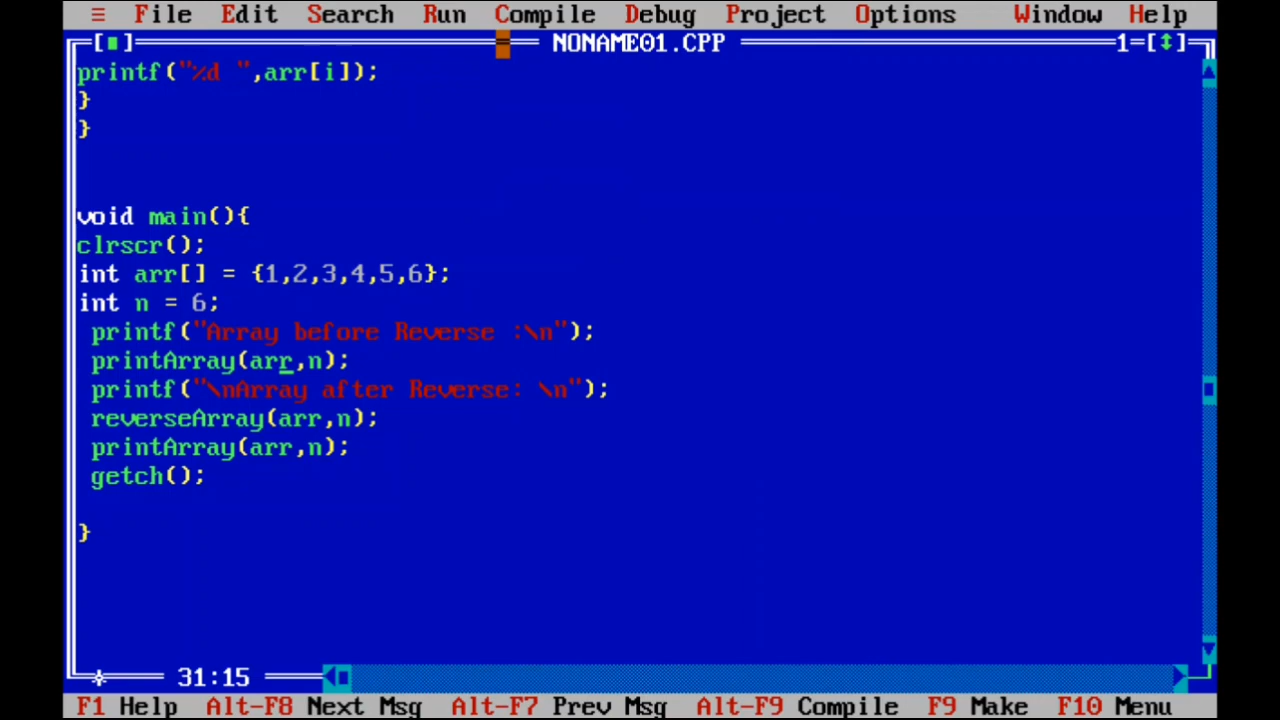 ≡ File Edit Search Run Compile Debug Project Options Window Help
[■] NONAME01.CPP 1=[↕]
printf("%d ",arr[i]);
}
}
void main(){
clrscr();
int arr[] = {1,2,3,4,5,6};
int n = 6;
printf("Array before Reverse :\n");
printArray(arr,n);
printf("\nArray after Reverse: \n");
reverseArray(arr,n);
printArray(arr,n);
getch();
}
31:15
F1 Help Alt-F8 Next Msg Alt-F7 Prev Msg Alt-F9 Compile F9 Make F10 Menu